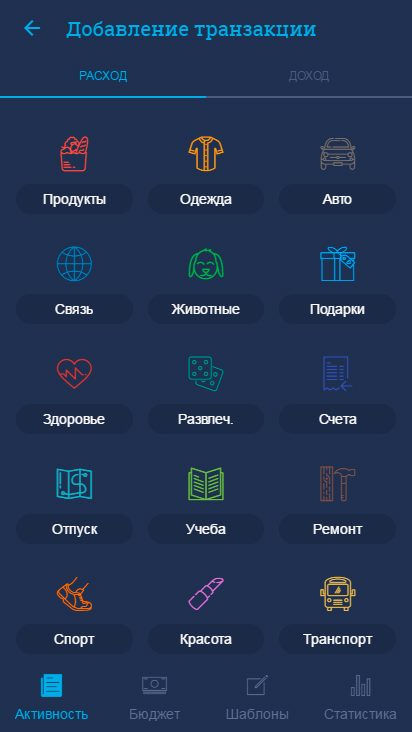 Добавление транзакции
РАСХОД ДОХОД
Продукты Одежда Авто
Связь Животные Подарки
Здоровье Развлеч. Счета
Отпуск Учеба Ремонт
Спорт Красота Транспорт
Активность Бюджет Шаблоны Статистика